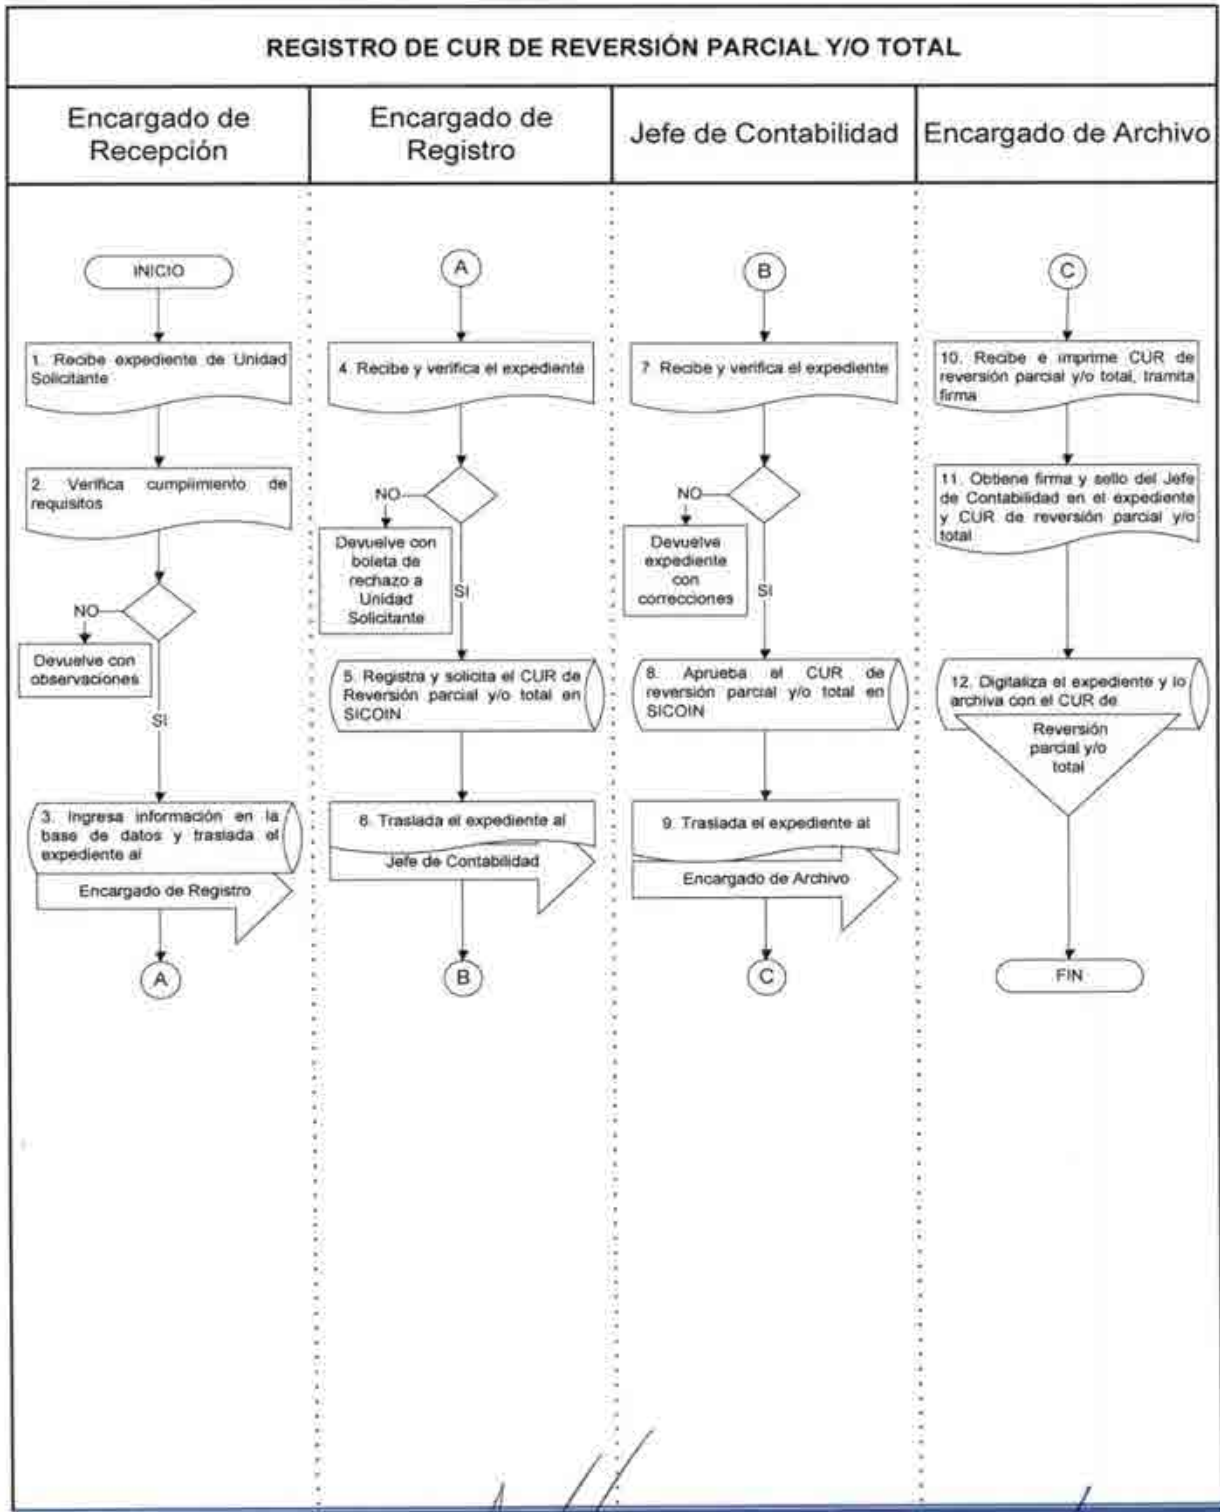 REGISTRO DE CUR DE REVERSIÓN PARCIAL Y/O TOTAL
Encargado de
Recepción
Encargado de
Registro
Jefe de Contabilidad
Encargado de Archivo
INICIO
1. Recibe expediente de Unidad
Solicitante
2. Verifica cumplimiento de
requisitos
NO
Devuelve con
observaciones
SI
3. Ingresa información en la
base de datos y traslada el
expediente al
Encargado de Registro
A
A
4. Recibe y verifica el expediente
NO
Devuelve con
boleta de
rechazo a
Unidad
Solicitante
SI
5. Registra y solicita el CUR de
Reversión parcial y/o total en
SICOIN
6. Traslada el expediente al
Jefe de Contabilidad
B
B
7. Recibe y verifica el expediente
NO
Devuelve
expediente
con
correcciones
SI
8. Aprueba el CUR de
reversión parcial y/o total en
SICOIN
9. Traslada el expediente al
Encargado de Archivo
C
C
10. Recibe e imprime CUR de
reversión parcial y/o total, tramita
firma
11. Obtiene firma y sello del Jefe
de Contabilidad en el expediente
y CUR de reversión parcial y/o
total
12. Digitaliza el expediente y lo
archiva con el CUR de
Reversión
parcial y/o
total
FIN